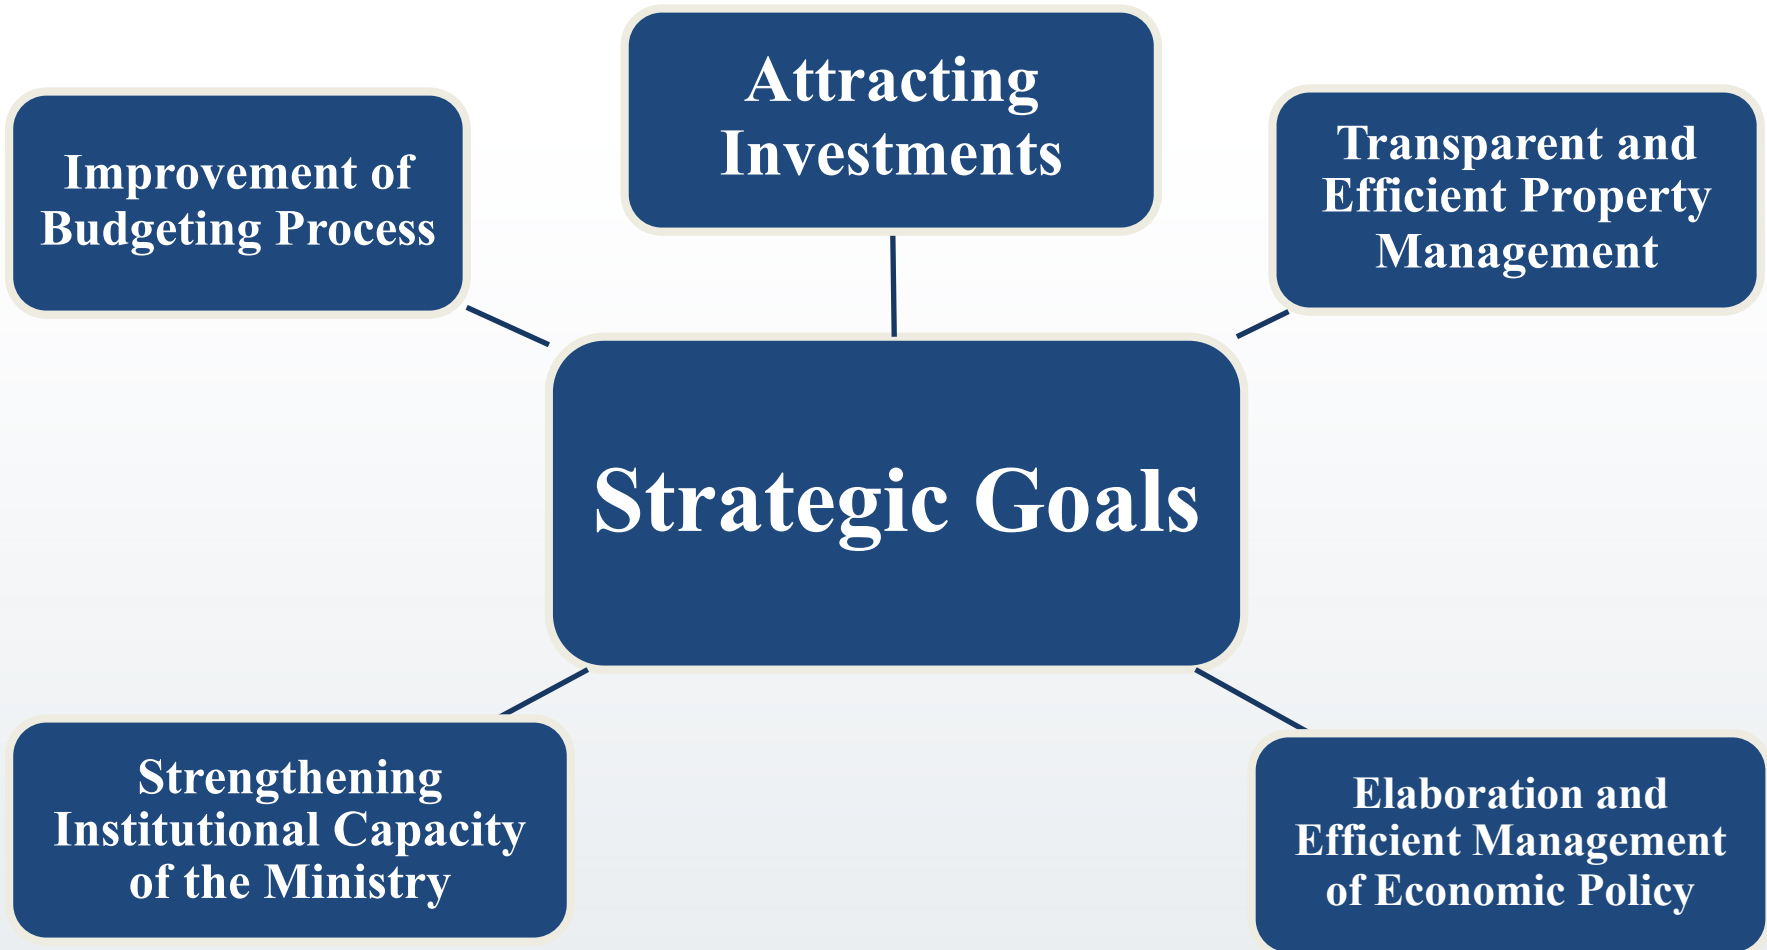 Attracting
Investments
Improvement of
Budgeting Process
Transparent and
Efficient Property
Management
Strategic Goals
Strengthening
Institutional Capacity
of the Ministry
Elaboration and
Efficient Management
of Economic Policy